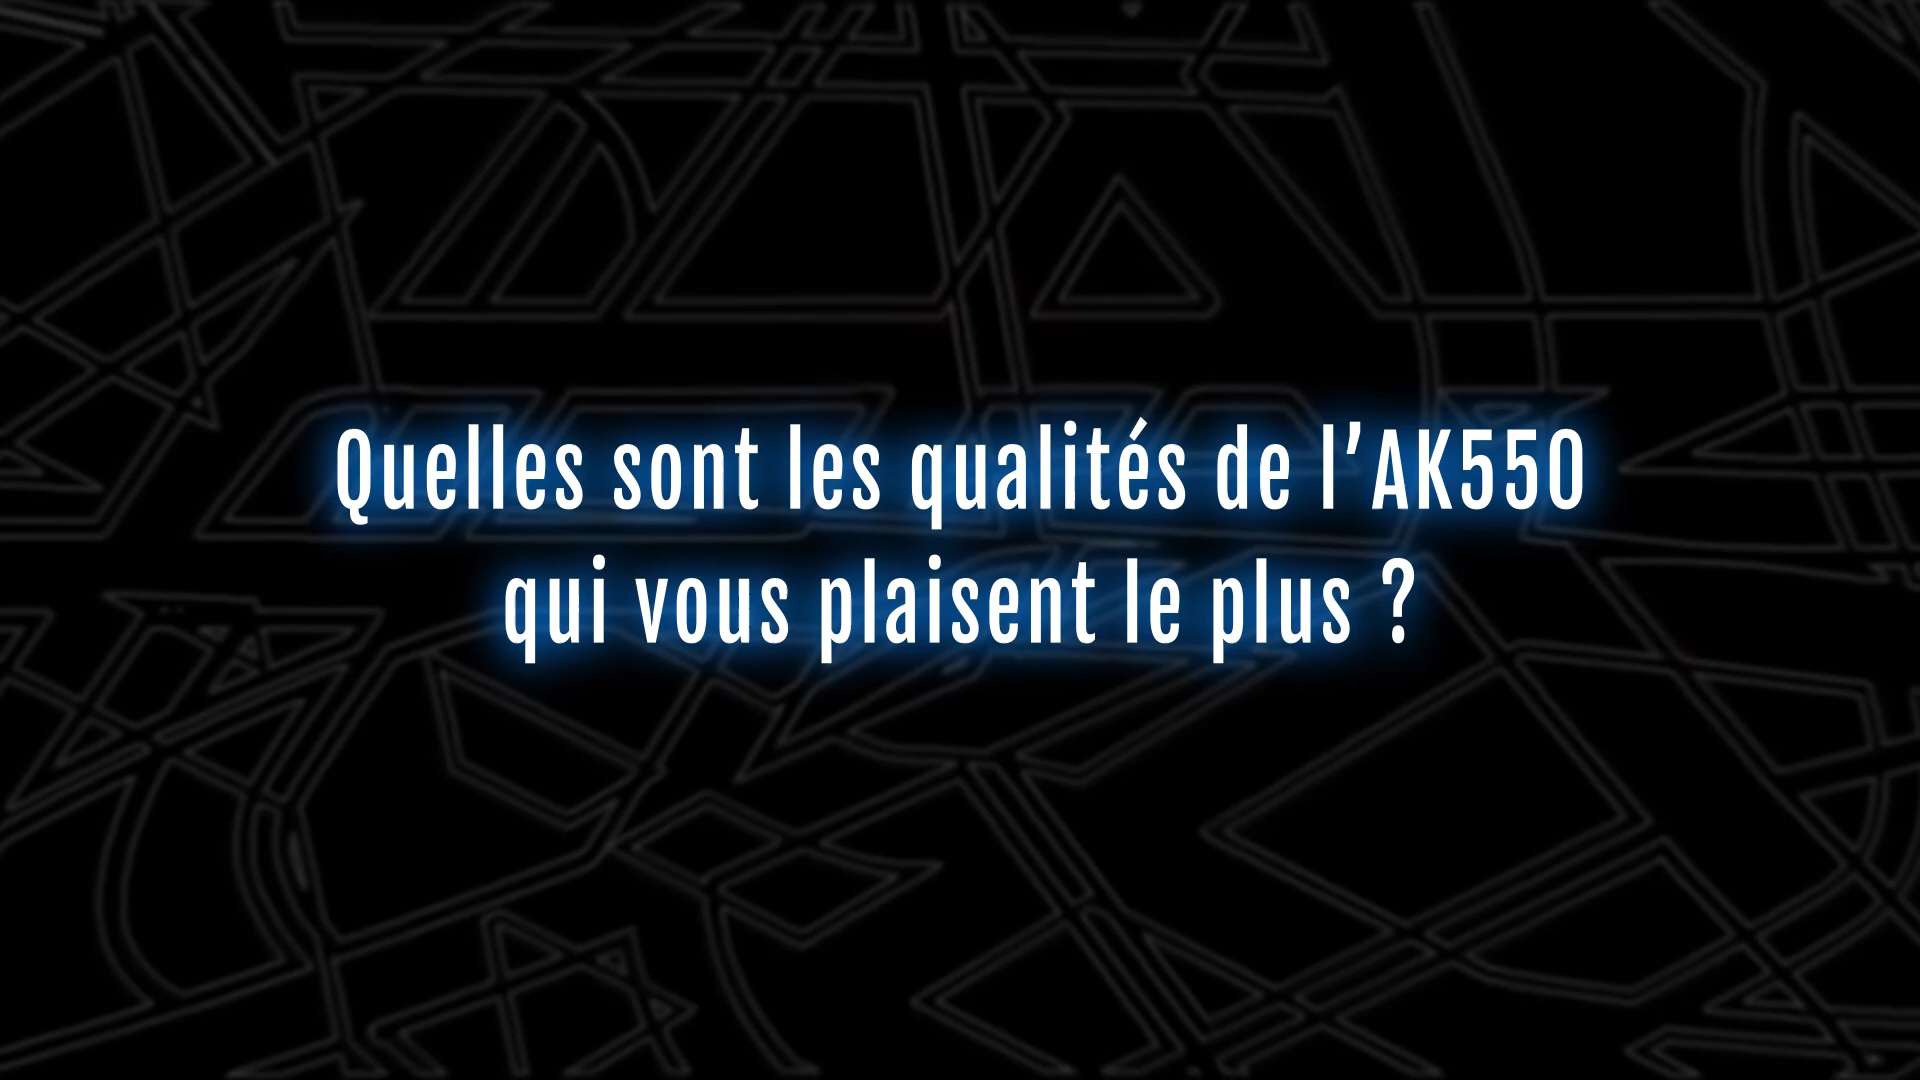 Quelles sont les qualités de l’AK550
qui vous plaisent le plus ?